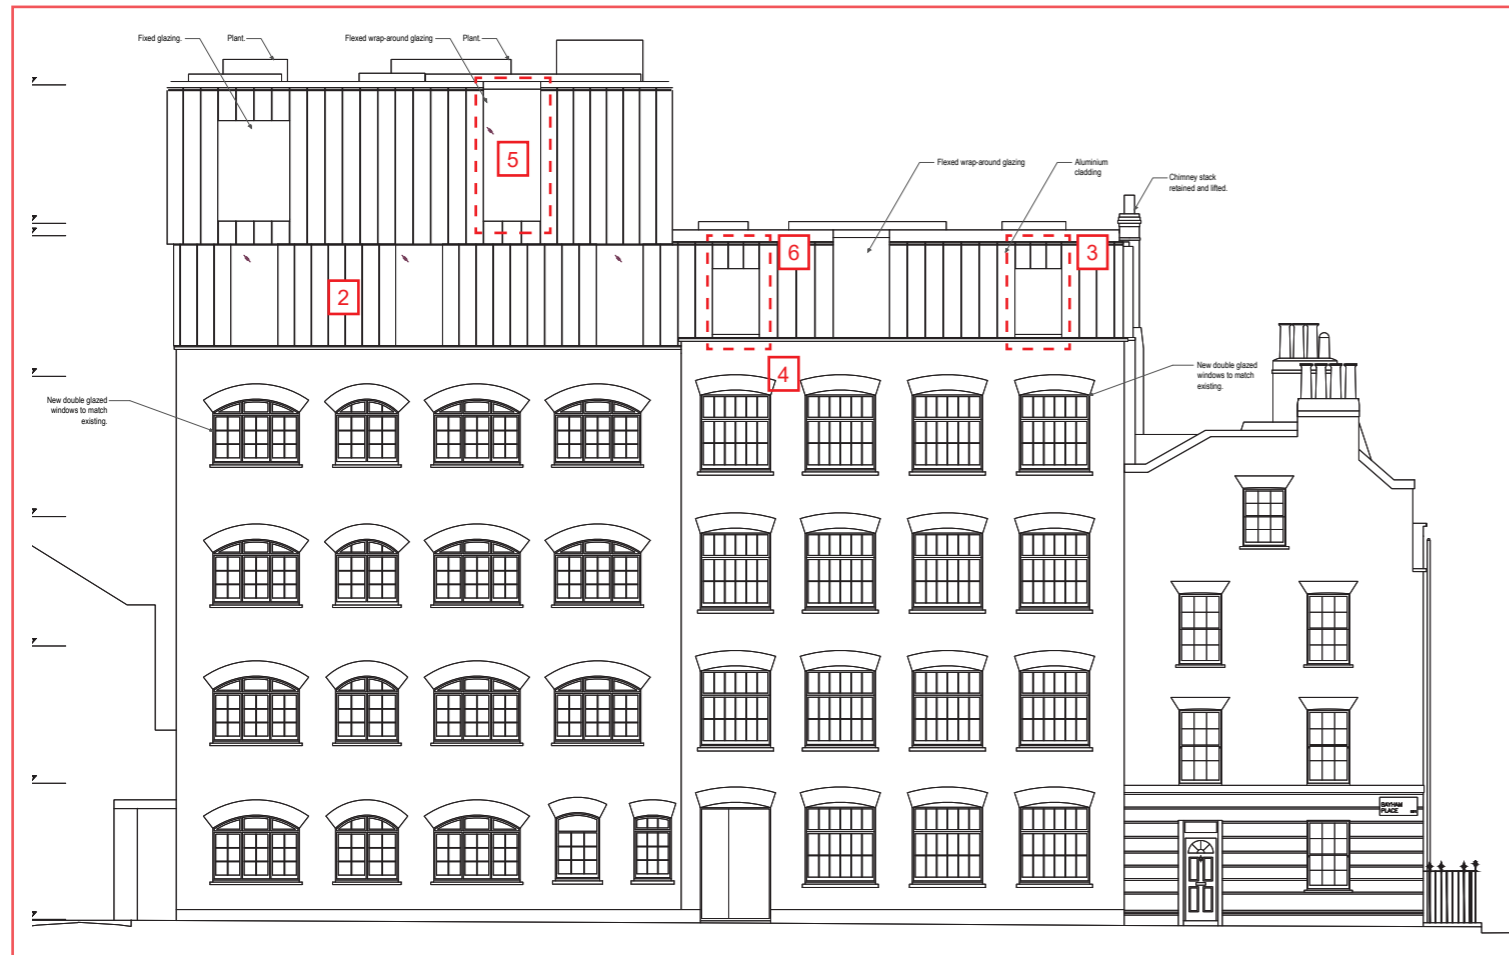 Fixed glazing.
Plant.
Flexed wrap-around glazing
Plant.
5
Flexed wrap-around glazing
Aluminium
cladding
Chimney stack
retained and lifted.
6
3
2
4
New double glazed
windows to match
existing.
New double glazed
windows to match
existing.
BAYHAM
PLACE